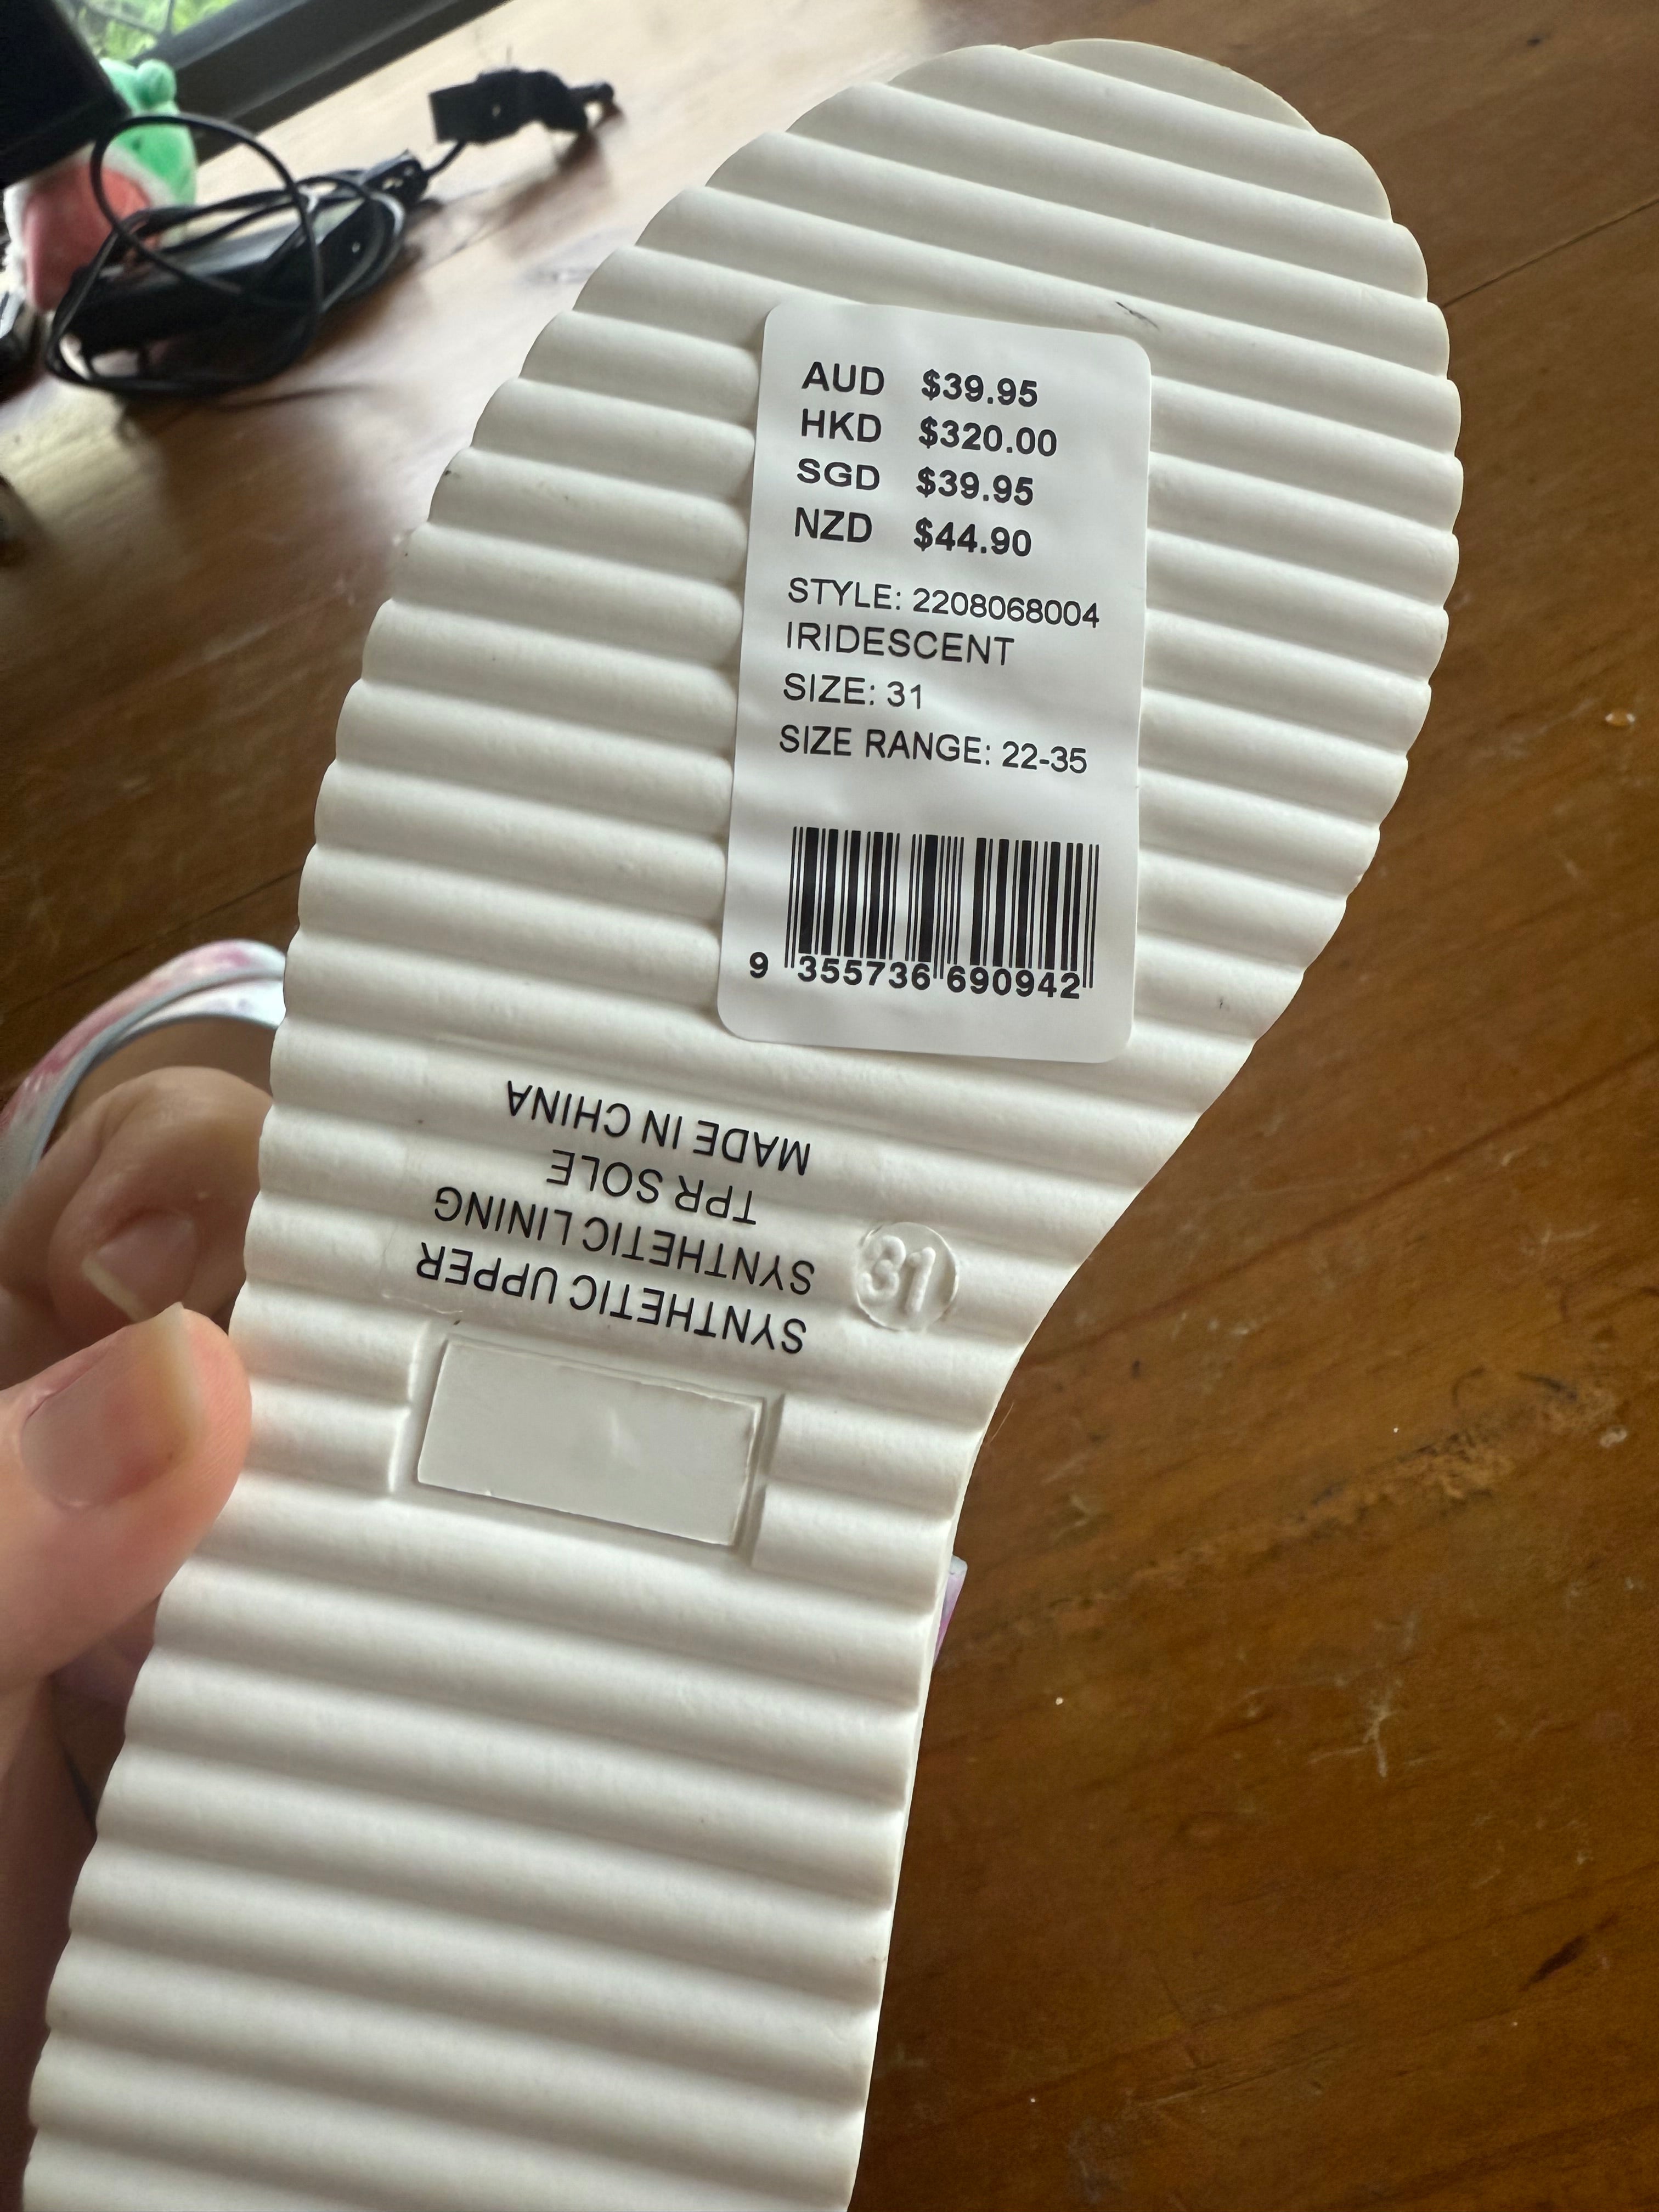 AUD $39.95
HKD $320.00
SGD $39.95
NZD $44.90
STYLE: 2208068004
IRIDESCENT
SIZE: 31
SIZE RANGE: 22-35
9 355736 690942
SYNTHETIC UPPER
SYNTHETIC LINING
TPR SOLE
MADE IN CHINA
31